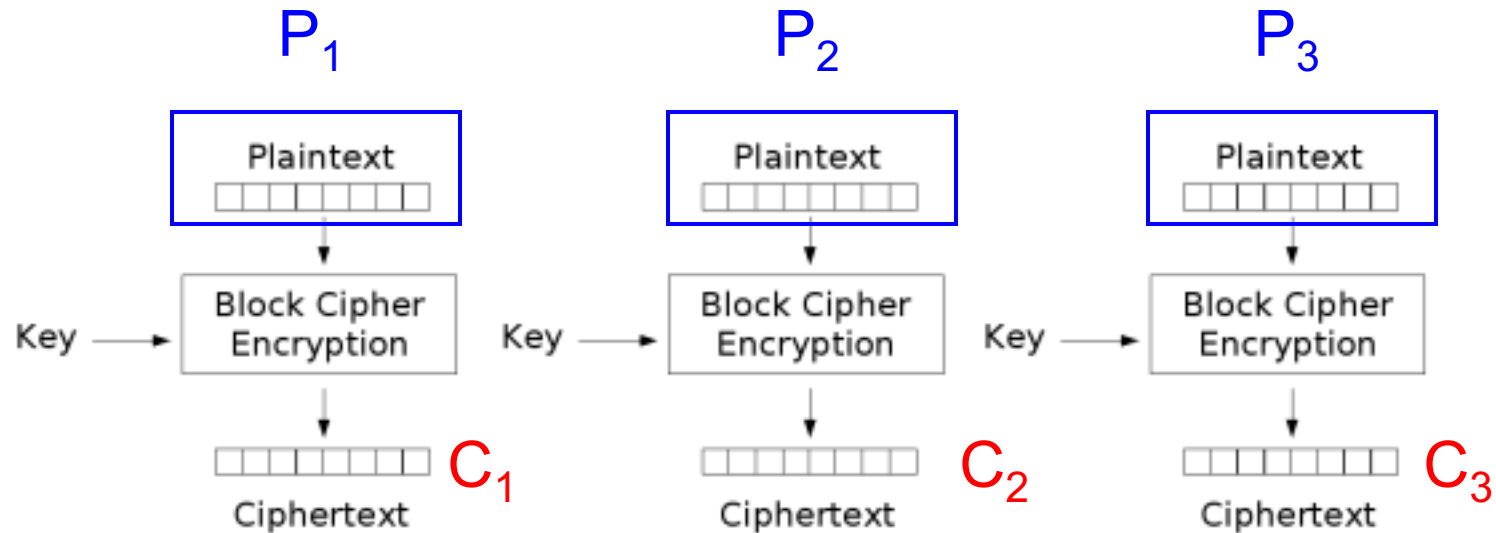 P1 P2 P3
Plaintext Plaintext Plaintext
Block Cipher Block Cipher Block Cipher
Key Encryption Key Encryption Key Encryption
C1 C2 C3
Ciphertext Ciphertext Ciphertext